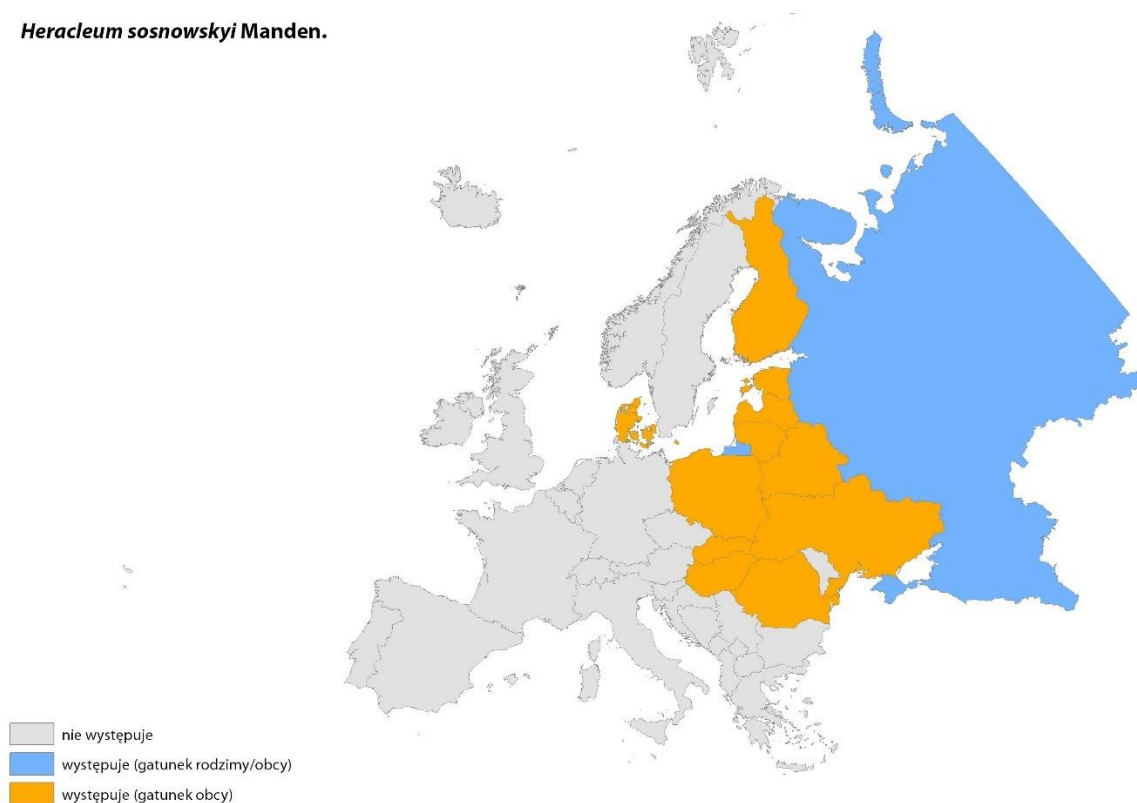 Heracleum sosnowskyi Manden.
nie występuje
występuje (gatunek rodzimy/obcy)
występuje (gatunek obcy)